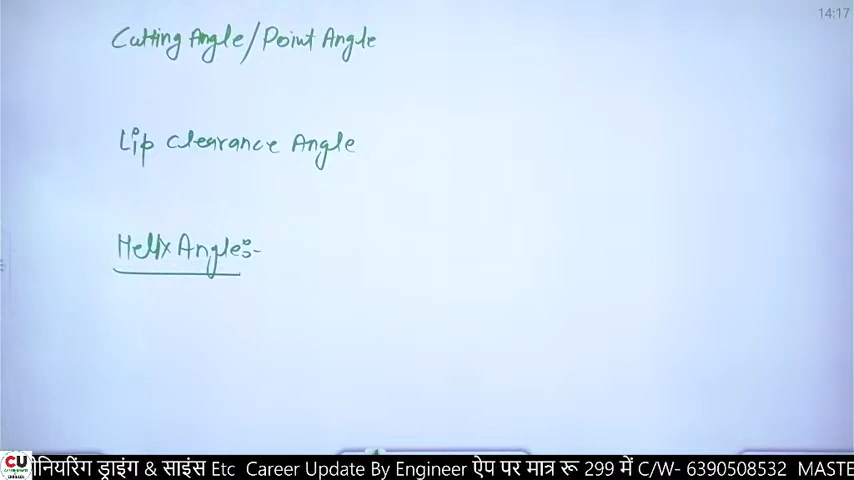 14:17
Cutting Angle/Point Angle
Lip Clearance Angle
Helix Angle:-
CU
नियरिंग ड्राइंग & साइंस Etc Career Update By Engineer ऐप पर मात्र रू 299 में C/W- 6390508532 MASTE